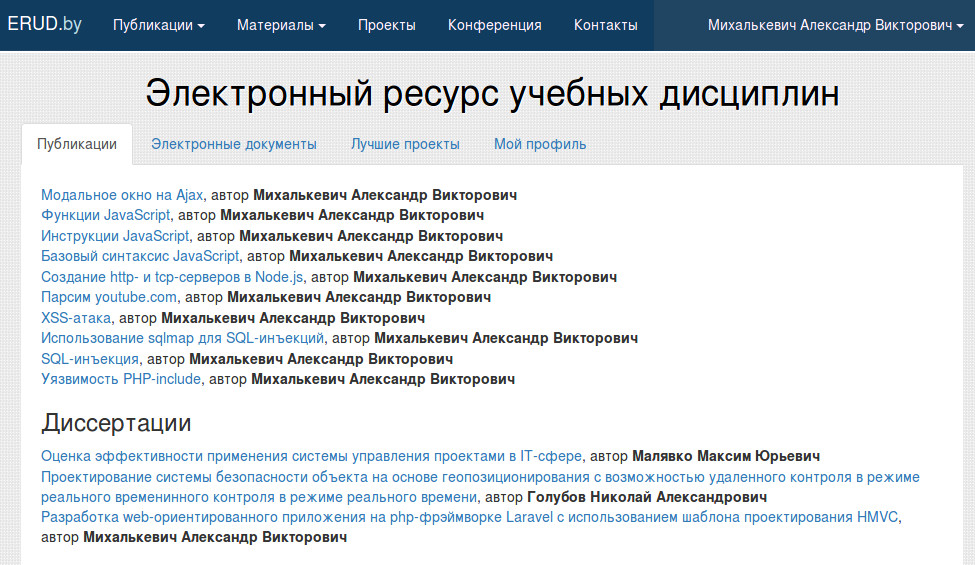 ERUD.by Публикации Материалы Проекты Конференция Контакты Михалькевич Александр Викторович
Электронный ресурс учебных дисциплин
Публикации Электронные документы Лучшие проекты Мой профиль
Модальное окно на Ajax, автор Михалькевич Александр Викторович
Функции JavaScript, автор Михалькевич Александр Викторович
Инструкции JavaScript, автор Михалькевич Александр Викторович
Базовый синтаксис JavaScript, автор Михалькевич Александр Викторович
Создание http- и tcp-серверов в Node.js, автор Михалькевич Александр Викторович
Парсим youtube.com, автор Михалькевич Александр Викторович
XSS-атака, автор Михалькевич Александр Викторович
Использование sqlmap для SQL-инъекций, автор Михалькевич Александр Викторович
SQL-инъекция, автор Михалькевич Александр Викторович
Уязвимость PHP-include, автор Михалькевич Александр Викторович
Диссертации
Оценка эффективности применения системы управления проектами в IT-сфере, автор Малявко Максим Юрьевич
Проектирование системы безопасности объекта на основе геопозиционирования с возможностью удаленного контроля в режиме
реального временинного контроля в режиме реального времени, автор Голубов Николай Александрович
Разработка web-ориентированного приложения на php-фрэймворке Laravel с использованием шаблона проектирования HMVC,
автор Михалькевич Александр Викторович